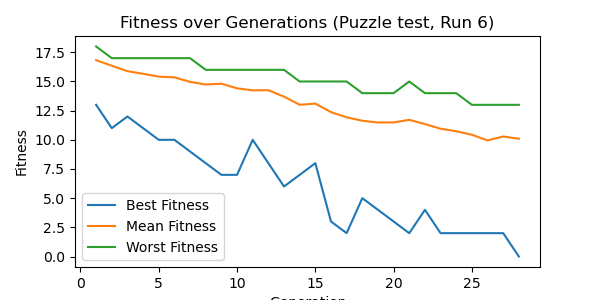 Fitness over Generations (Puzzle test, Run 6)
Fitness
17.5
15.0
12.5
10.0
7.5
5.0
2.5
0.0
Best Fitness
Mean Fitness
Worst Fitness
0 5 10 15 20 25
Generation